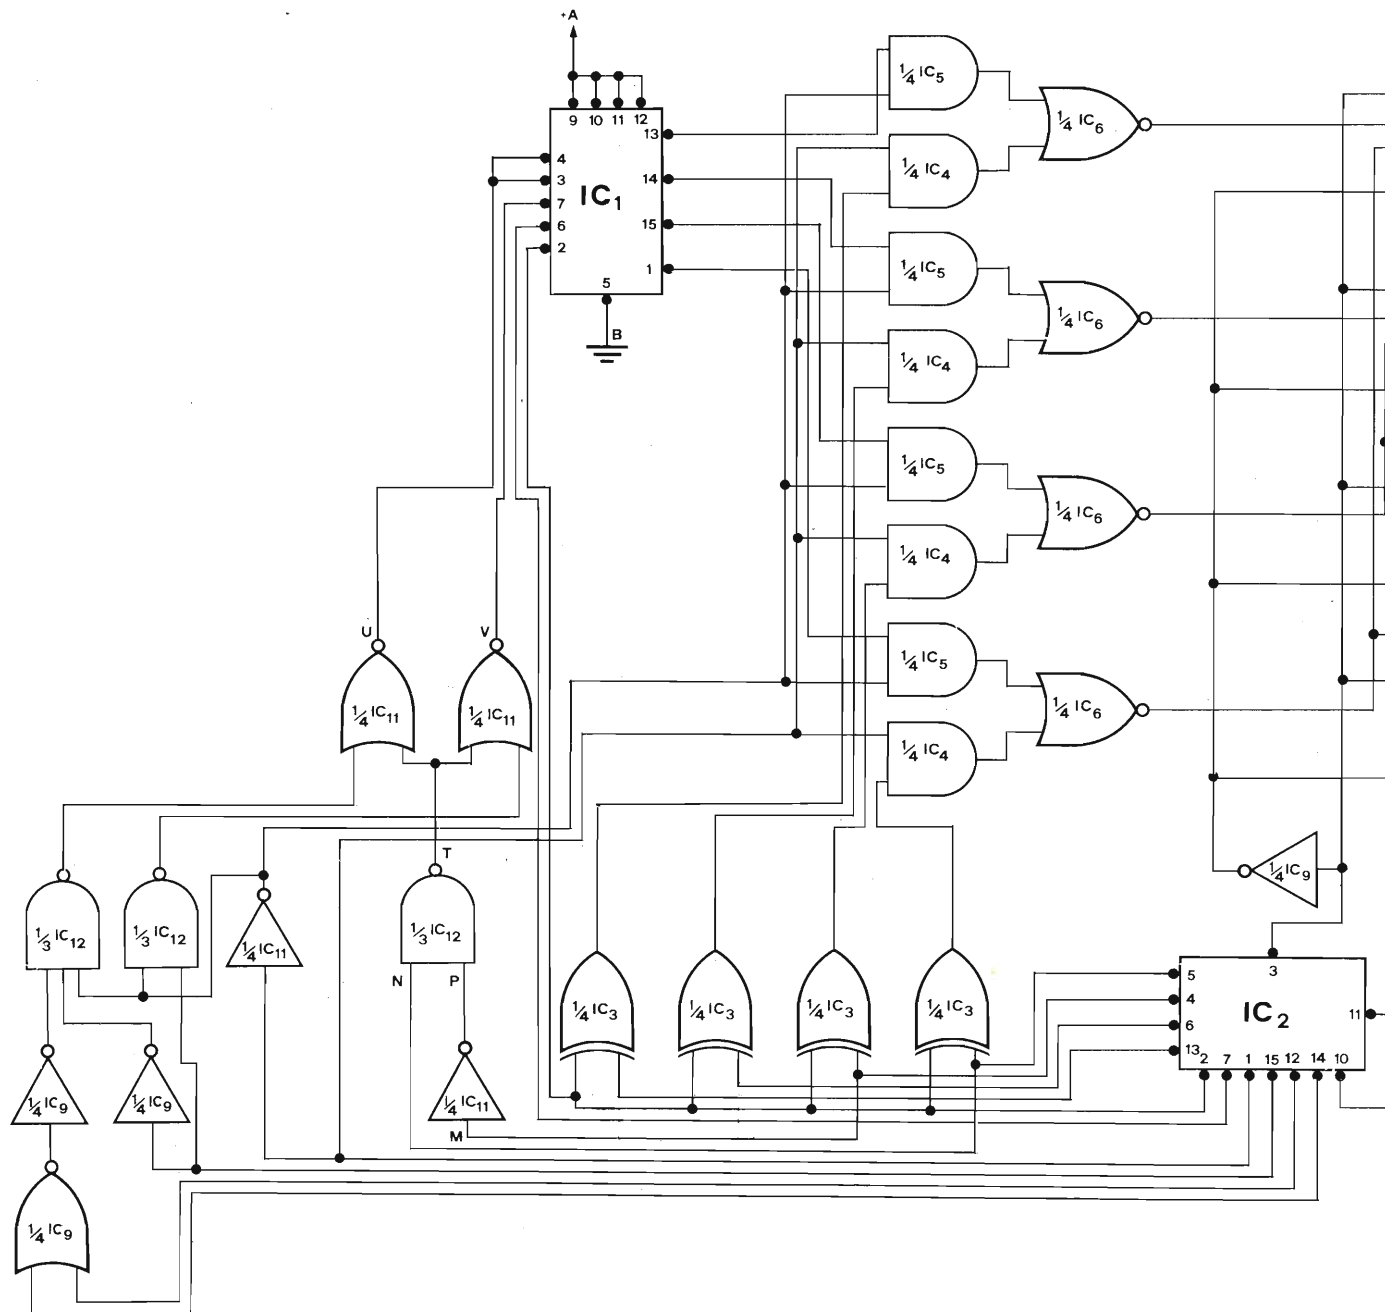 +A
9 10 11 12
13
4
3
14
7
IC1
6
15
2
1
5
B
1/4 IC5
1/4 IC6
1/4 IC4
1/4 IC5
1/4 IC6
1/4 IC4
1/4 IC5
1/4 IC6
1/4 IC4
1/4 IC5
1/4 IC6
1/4 IC4
U V
1/4 IC11 1/4 IC11
T
1/4 IC9
1/3 IC12 1/3 IC12 1/4 IC11 1/3 IC12
N P
3
5
4
6
13
IC2
11
2 7 1 15 12 14 10
1/4 IC3 1/4 IC3 1/4 IC3 1/4 IC3
1/4 IC9 1/4 IC9 1/4 IC11
M
1/4 IC9